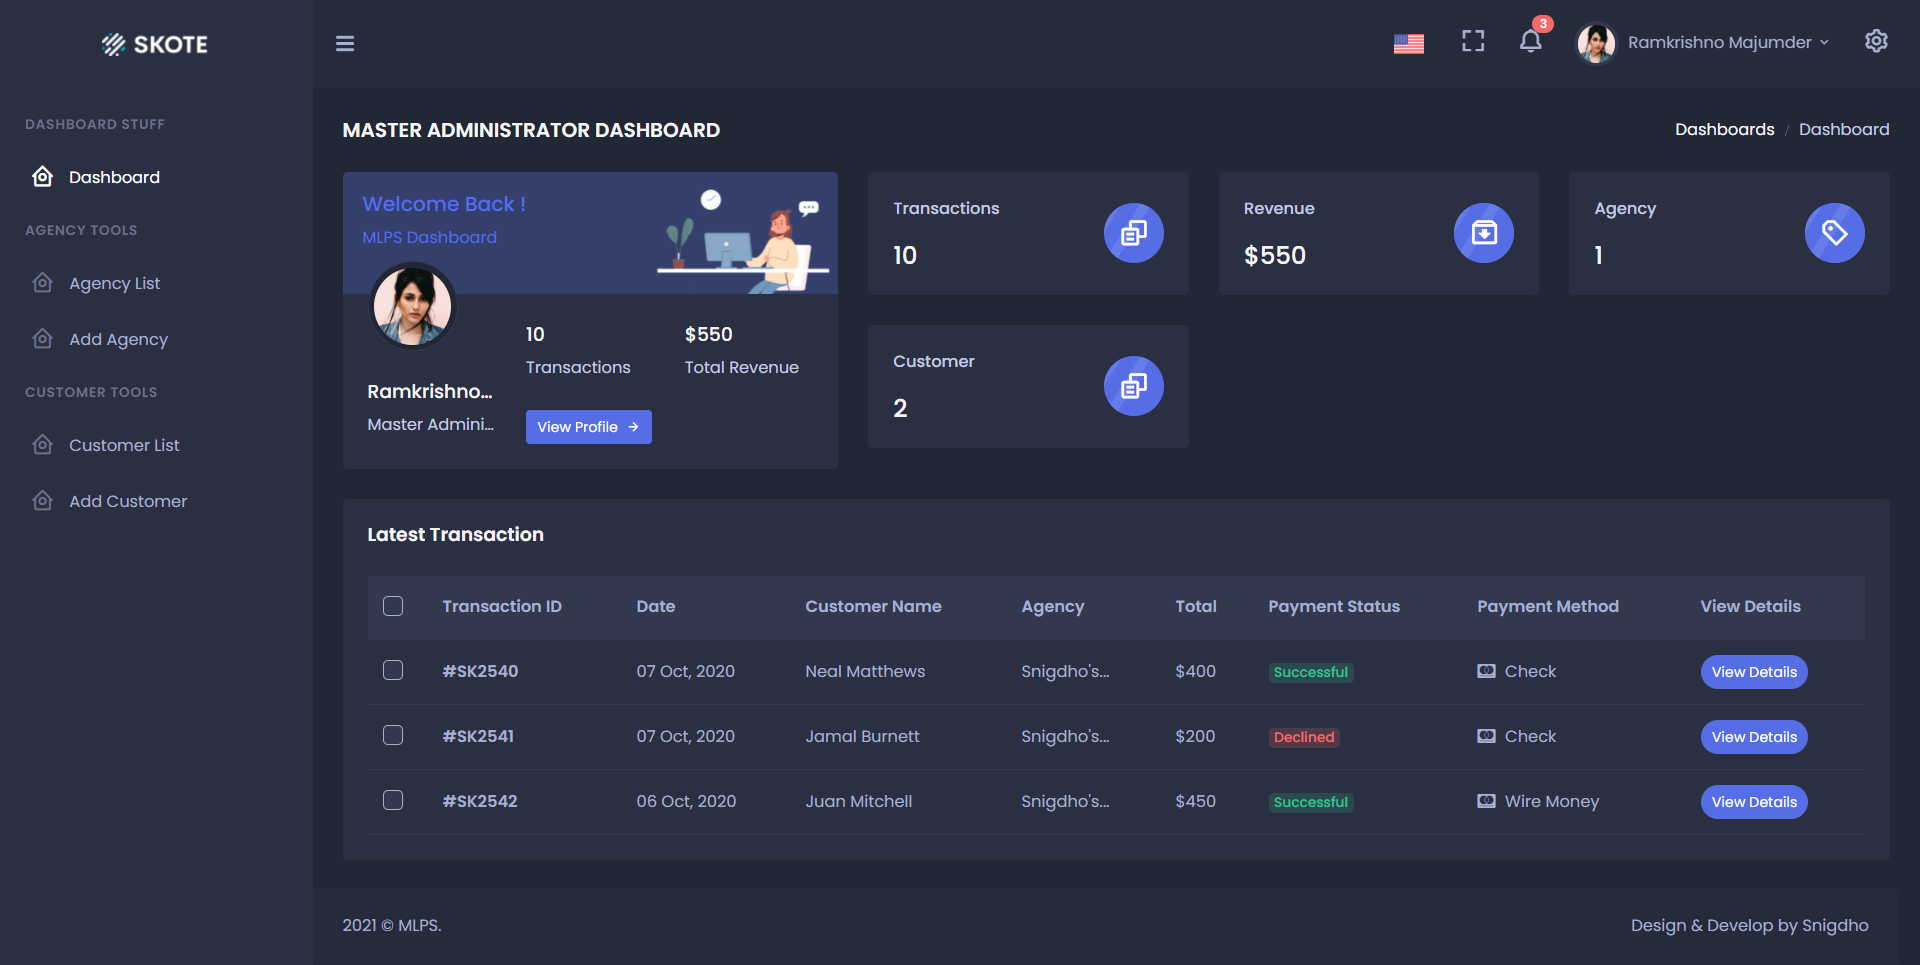 SKOTE
3
Ramkrishno Majumder
DASHBOARD STUFF
Dashboard
AGENCY TOOLS
Agency List
Add Agency
CUSTOMER TOOLS
Customer List
Add Customer
MASTER ADMINISTRATOR DASHBOARD
Dashboards / Dashboard
Welcome Back !
MLPS Dashboard
10
Transactions
$550
Total Revenue
Ramkrishno...
Master Admini...
View Profile →
Transactions
10
Revenue
$550
Agency
1
Customer
2
Latest Transaction
Transaction ID Date Customer Name Agency Total Payment Status Payment Method View Details
#SK2540 07 Oct, 2020 Neal Matthews Snigdho's... $400 Successful Check View Details
#SK2541 07 Oct, 2020 Jamal Burnett Snigdho's... $200 Declined Check View Details
#SK2542 06 Oct, 2020 Juan Mitchell Snigdho's... $450 Successful Wire Money View Details
2021 © MLPS.
Design & Develop by Snigdho